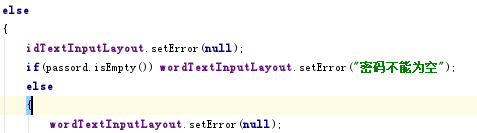 else
{
idTextInputLayout.setError(null);
if(passord.isEmpty()) wordTextInputLayout.setError("密码不能为空");
else
{
wordTextInputLayout.setError(null);